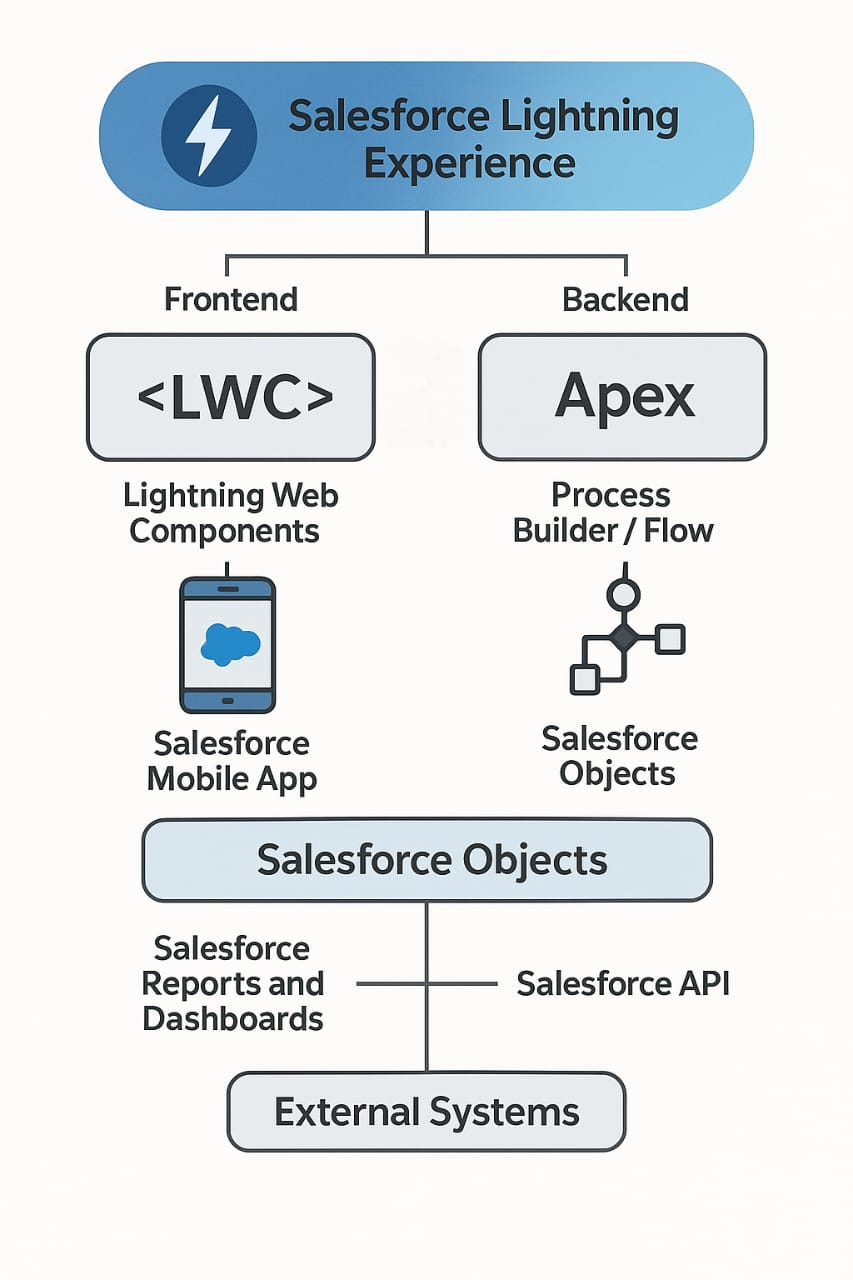 Salesforce Lightning
Experience
Frontend
Backend
<LWC>
Apex
Lightning Web
Components
Process
Builder / Flow
Salesforce
Mobile App
Salesforce
Objects
Salesforce Objects
Salesforce
Reports and
Dashboards
Salesforce API
External Systems